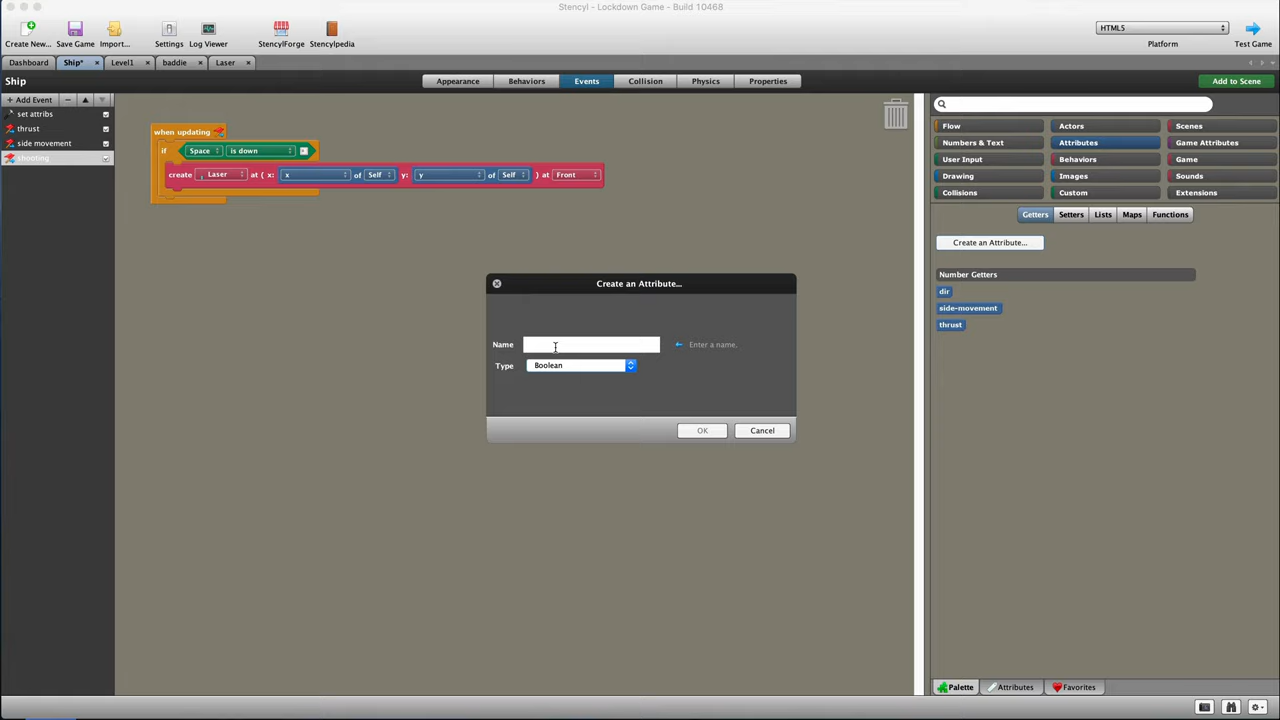 Stencyl - Lockdown Game - Build 10468
Create New... Save Game Import... Settings Log Viewer StencylForge Stencylpedia HTML5 Platform Test Game
Dashboard Ship* × Level1 × baddie × Laser ×
Ship Appearance Behaviors Events Collision Physics Properties Add to Scene
+ Add Event
set attribs
thrust
side movement
shooting
when updating
if Space is down
create Laser at ( x: x of Self y: y of Self ) at Front
Create an Attribute...
Name Enter a name.
Type Boolean
OK Cancel
Flow Actors Scenes
Numbers & Text Attributes Game Attributes
User Input Behaviors Game
Drawing Images Sounds
Collisions Custom Extensions
Getters Setters Lists Maps Functions
Create an Attribute...
Number Getters
dir
side-movement
thrust
Palette Attributes Favorites